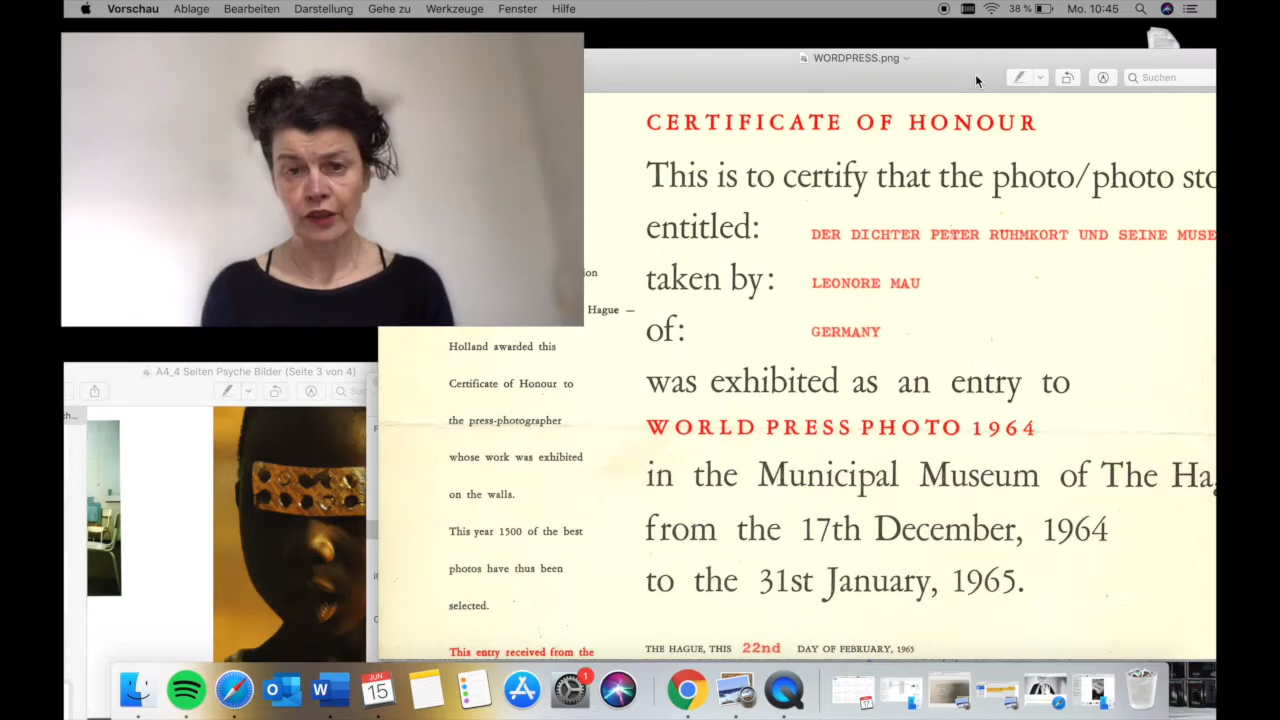 Vorschau Ablage Bearbeiten Darstellung Gehe zu Werkzeuge Fenster Hilfe
38 % Mo. 10:45
WORDPRESS.png
Suchen
CERTIFICATE OF HONOUR
This is to certify that the photo/photo sto
entitled: DER DICHTER PETER RUHMKORT UND SEINE MUSE
taken by: LEONORE MAU
of: GERMANY
was exhibited as an entry to
WORLD PRESS PHOTO 1964
in the Municipal Museum of The Ha
from the 17th December, 1964
to the 31st January, 1965.
THE HAGUE, THIS 22nd DAY OF FEBRUARY, 1965
on
Hague —
Holland awarded this
Certificate of Honour to
the press-photographer
whose work was exhibited
on the walls.
This year 1500 of the best
photos have thus been
selected.
This entry received from the
A4_4 Seiten Psyche Bilder (Seite 3 von 4)
JUN
15
1
17